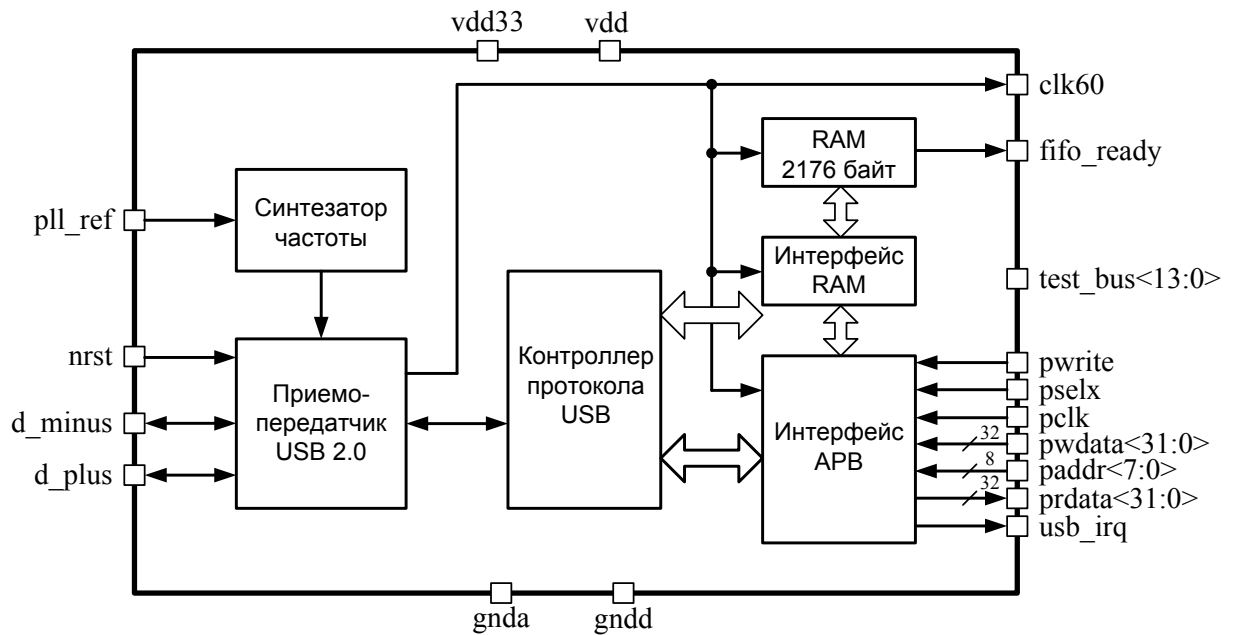 vdd33
vdd
clk60
RAM
2176 байт
fifo_ready
Синтезатор
частоты
pll_ref
Интерфейс
RAM
test_bus<13:0>
nrst
Приемо-
передатчик
USB 2.0
d_minus
d_plus
Контроллер
протокола
USB
Интерфейс
APB
pwrite
pselx
pclk
32
pwdata<31:0>
8
paddr<7:0>
32
prdata<31:0>
usb_irq
gnda
gndd